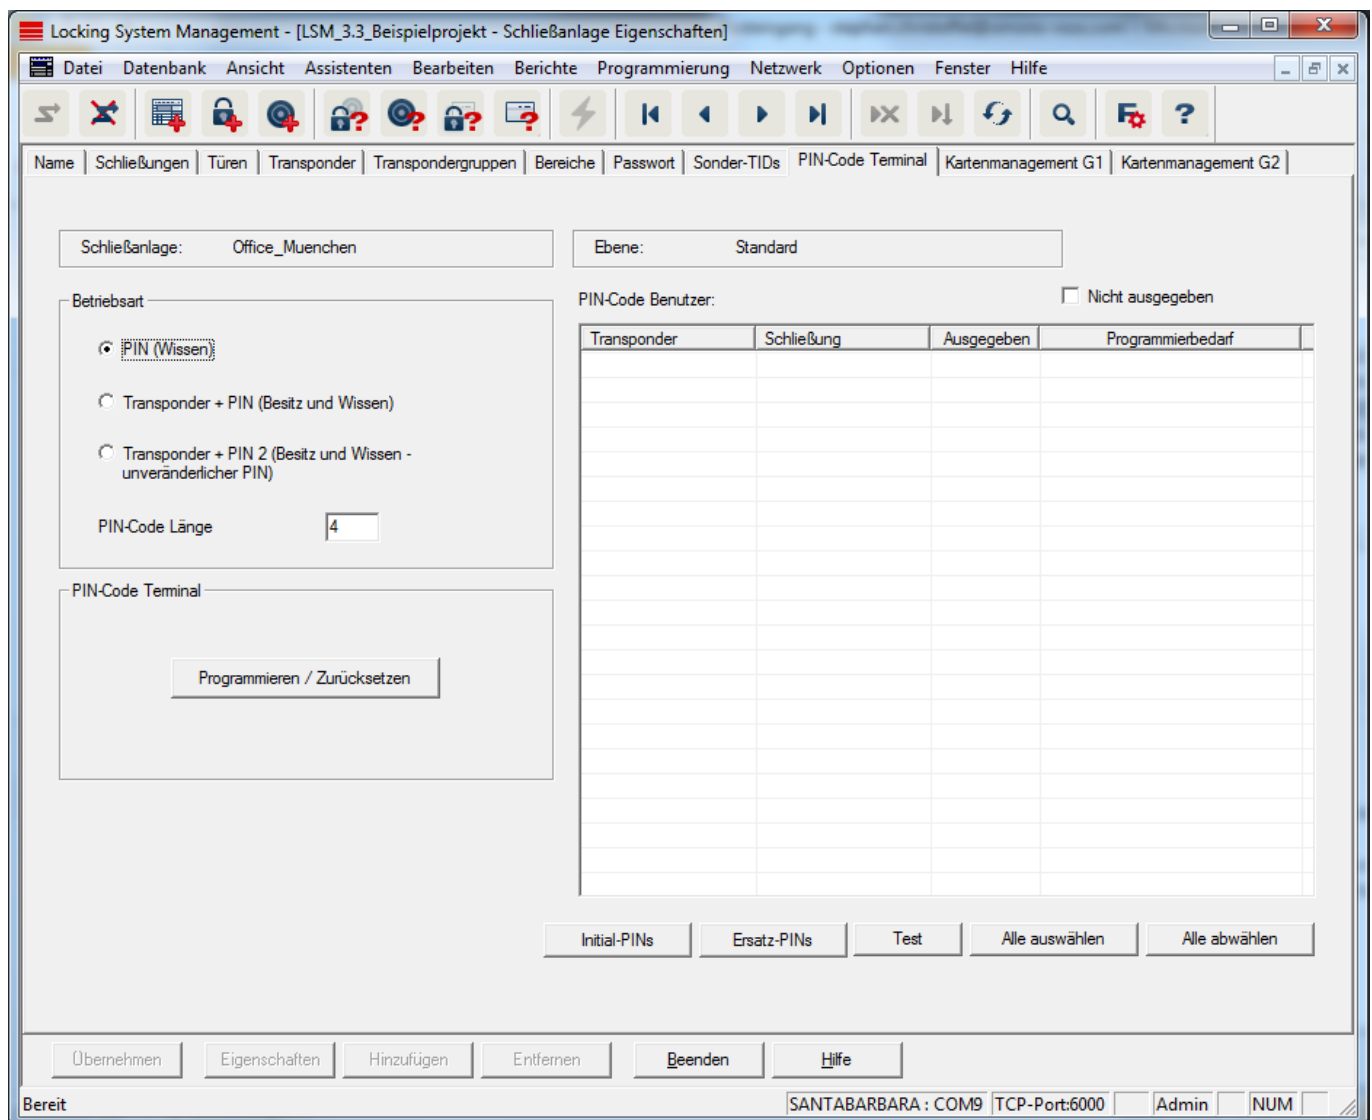 Locking System Management - [LSM_3.3_Beispielprojekt - Schließanlage Eigenschaften]
Datei Datenbank Ansicht Assistenten Bearbeiten Berichte Programmierung Netzwerk Optionen Fenster Hilfe
Name Schließungen Türen Transponder Transpondergruppen Bereiche Passwort Sonder-TIDs PIN-Code Terminal Kartenmanagement G1 Kartenmanagement G2
Schließanlage: Office_Muenchen Ebene: Standard
Betriebsart
PIN (Wissen)
Transponder + PIN (Besitz und Wissen)
Transponder + PIN 2 (Besitz und Wissen -
unveränderlicher PIN)
PIN-Code Länge 4
PIN-Code Terminal
Programmieren / Zurücksetzen
PIN-Code Benutzer: Nicht ausgegeben
Transponder Schließung Ausgegeben Programmierbedarf
Initial-PINs Ersatz-PINs Test Alle auswählen Alle abwählen
Übernehmen Eigenschaften Hinzufügen Entfernen Beenden Hilfe
Bereit SANTABARBARA : COM9 TCP-Port:6000 Admin NUM